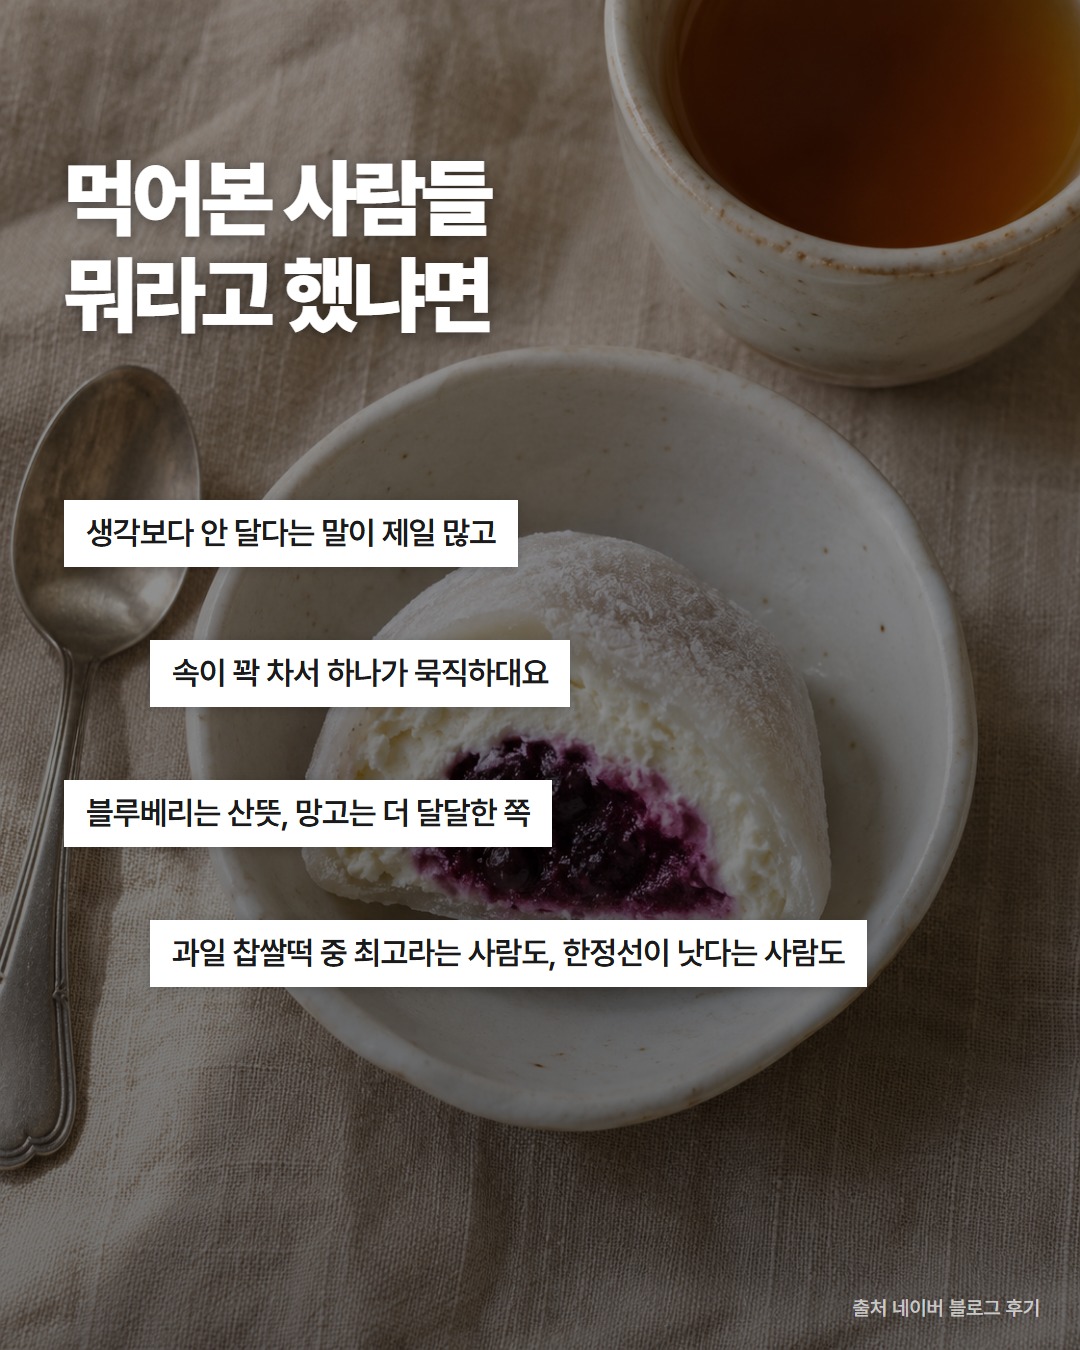 먹어본 사람들
뭐라고 했냐면
생각보다 안 달다는 말이 제일 많고
속이 꽉 차서 하나가 묵직하대요
블루베리는 산뜻, 망고는 더 달달한 쪽
과일 찹쌀떡 중 최고라는 사람도, 한정선이 낫다는 사람도
출처 네이버 블로그 후기